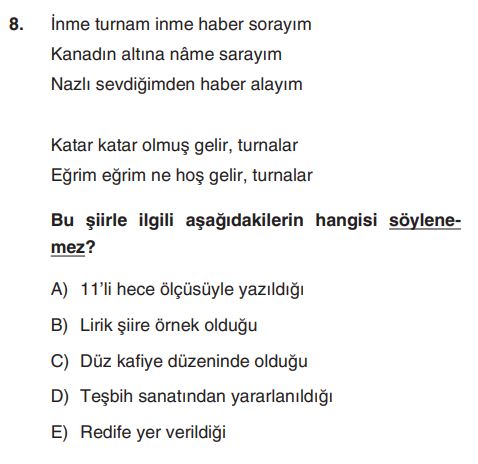 8. İnme turnam inme haber sorayım
Kanadın altına nâme sarayım
Nazlı sevdiğimden haber alayım
Katar katar olmuş gelir, turnalar
Eğrim eğrim ne hoş gelir, turnalar
Bu şiirle ilgili aşağıdakilerin hangisi söylene-
mez?
A) 11’li hece ölçüsüyle yazıldığı
B) Lirik şiire örnek olduğu
C) Düz kafiye düzeninde olduğu
D) Teşbih sanatından yararlanıldığı
E) Redife yer verildiği